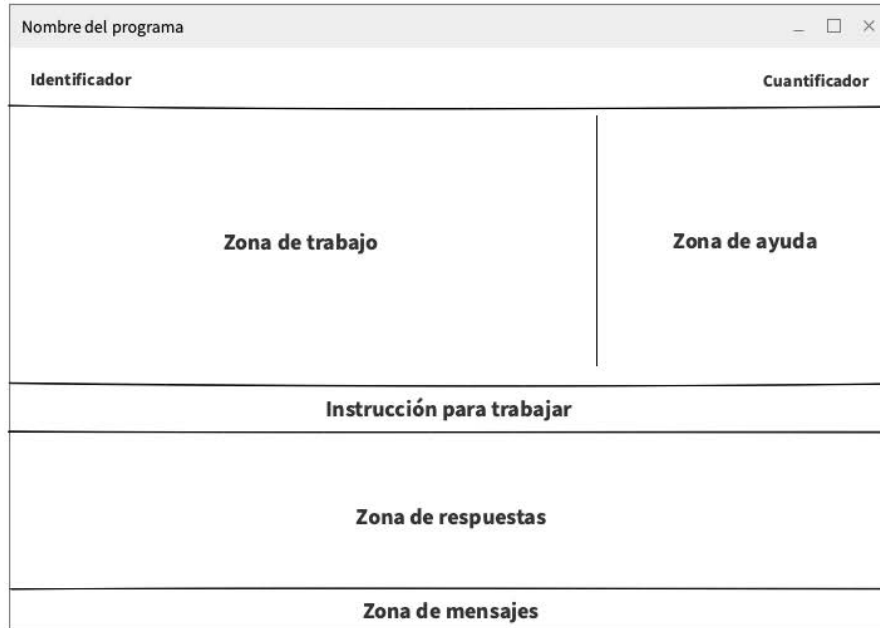 Nombre del programa
Identificador
Cuantificador
Zona de trabajo
Zona de ayuda
Instrucción para trabajar
Zona de respuestas
Zona de mensajes